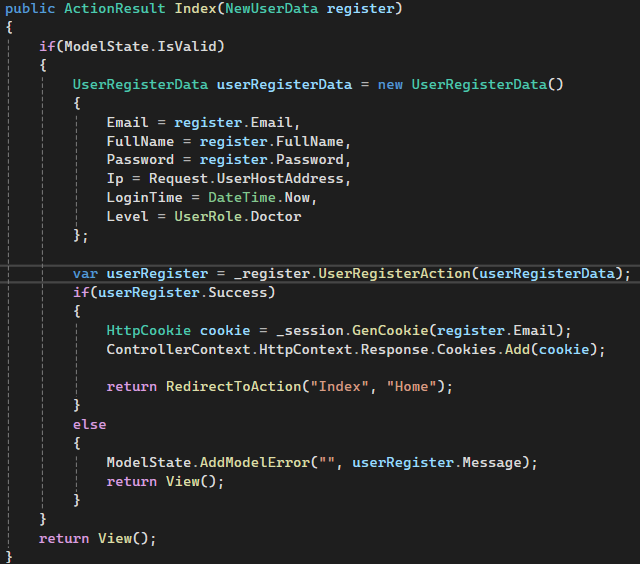 public ActionResult Index(NewUserData register)
{
    if(ModelState.IsValid)
    {
        UserRegisterData userRegisterData = new UserRegisterData()
        {
            Email = register.Email,
            FullName = register.FullName,
            Password = register.Password,
            Ip = Request.UserHostAddress,
            LoginTime = DateTime.Now,
            Level = UserRole.Doctor
        };

        var userRegister = _register.UserRegisterAction(userRegisterData);
        if(userRegister.Success)
        {
            HttpCookie cookie = _session.GenCookie(register.Email);
            ControllerContext.HttpContext.Response.Cookies.Add(cookie);

            return RedirectToAction("Index", "Home");
        }
        else
        {
            ModelState.AddModelError("", userRegister.Message);
            return View();
        }
    }
    return View();
}